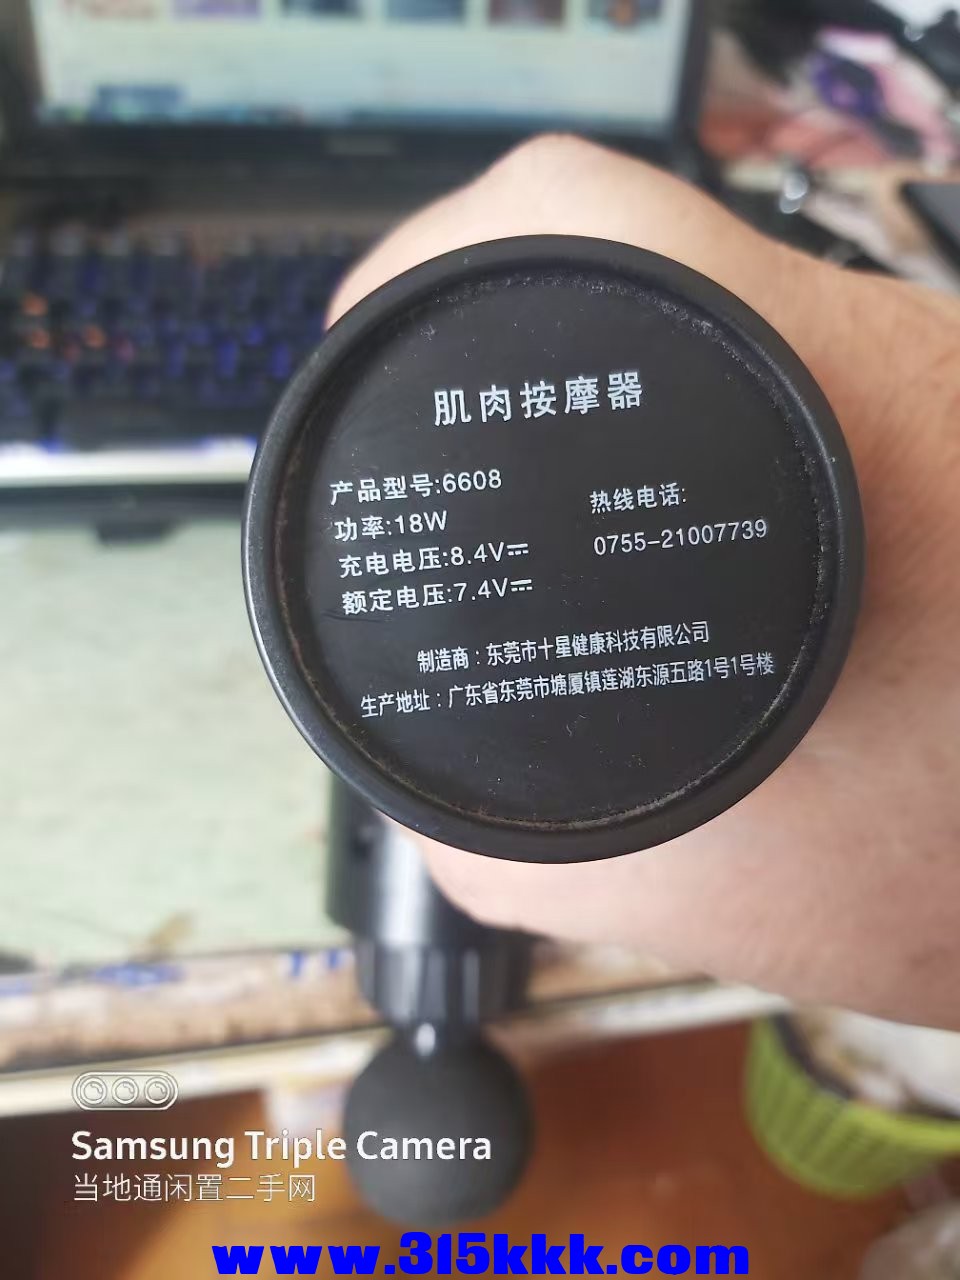 肌肉按摩器
产品型号:6608
功率:18W
充电电压:8.4V⎓
额定电压:7.4V⎓
热线电话:
0755-21007739
制造商：东莞市十星健康科技有限公司
生产地址：广东省东莞市塘厦镇莲湖东源五路1号1号楼
Samsung Triple Camera
当地通闲置二手网
www.315kkk.com